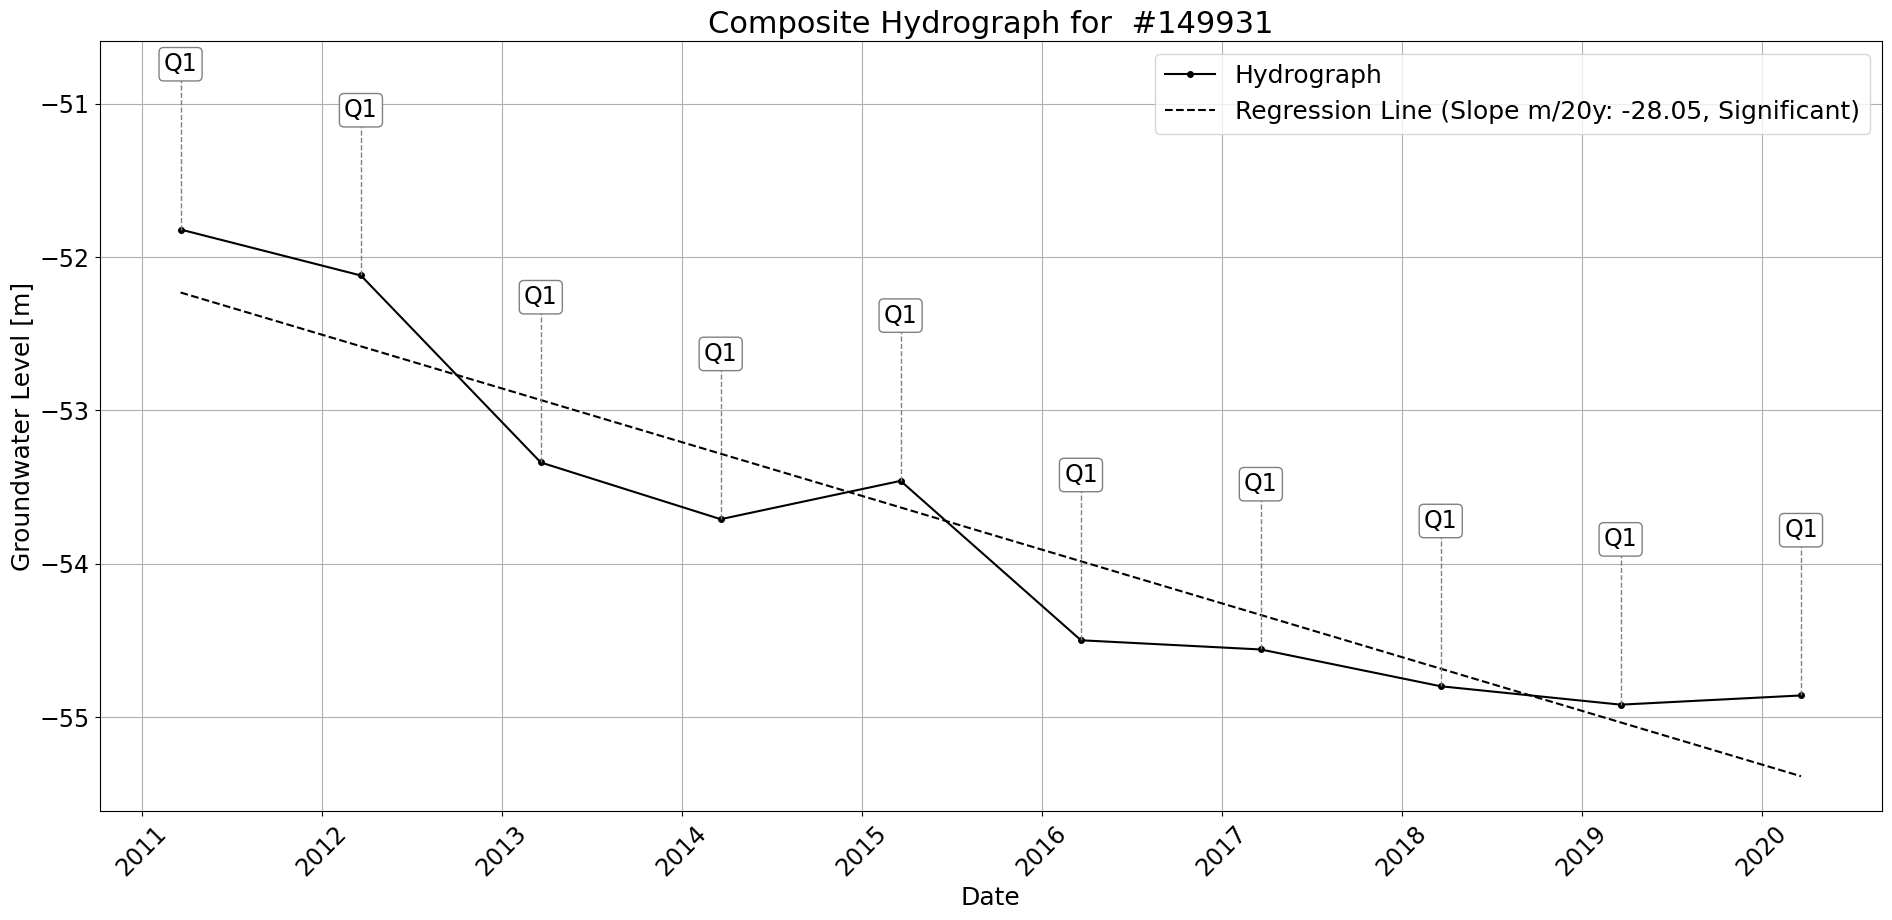 Composite Hydrograph for  #149931
Hydrograph
Regression Line (Slope m/20y: -28.05, Significant)
Q1
Q1
Q1
Q1
Q1
Q1
Q1
Q1
Q1
Q1
Groundwater Level [m]
−51
−52
−53
−54
−55
2011
2012
2013
2014
2015
2016
2017
2018
2019
2020
Date